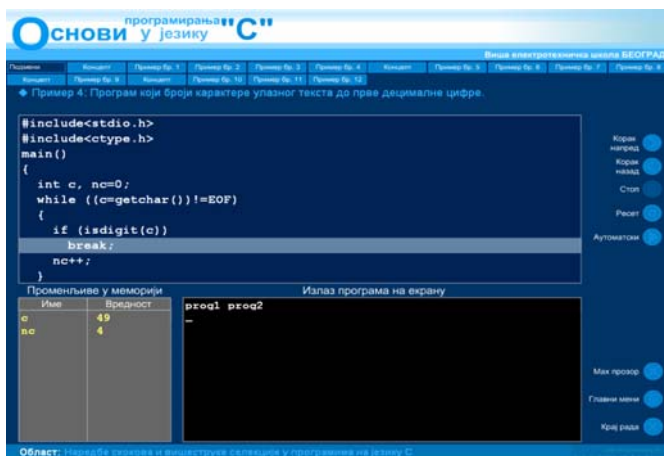 Основи програмирања у језику "C"
Виша електротехничка школа БЕОГРАД
Концепт Пример бр. 1 Пример бр. 2 Пример бр. 3 Пример бр. 4 Концепт Пример бр. 5 Пример бр. 6 Пример бр. 7 Пример бр. 8
Концепт Пример бр. 9 Концепт Пример бр. 10 Пример бр. 11 Пример бр. 12
Пример 4: Програм који броји карактере улазног текста до прве децималне цифре.
#include<stdio.h>
#include<ctype.h>
main()
{
int c, nc=0;
while ((c=getchar())!=EOF)
{
if (isdigit(c))
break;
nc++;
}
Корак напред
Корак назад
Стоп
Ресет
Аутоматски
Променљиве у меморији
Име Вредност
c 49
nc 4
Излаз програма на екрану
prog1 prog2
_
Мах прозор
Главни мени
Крај рада
Област: Наредбе скокова и вишеструке селекције у програмима на језику C